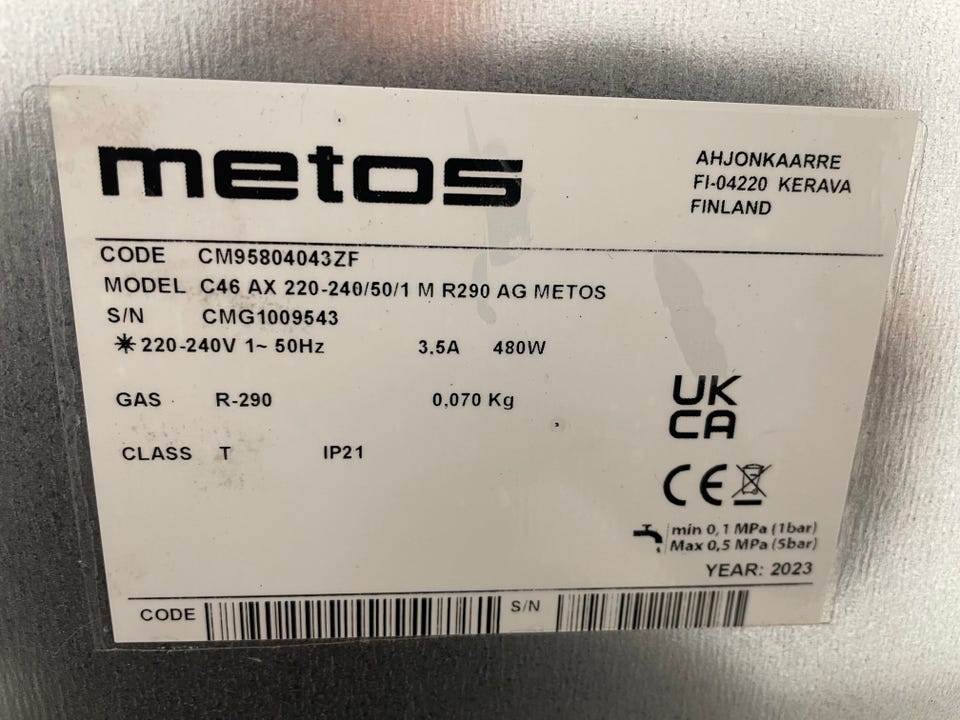 metos
AHJONKAARRE
FI-04220 KERAVA
FINLAND
CODE CM95804043ZF
MODEL C46 AX 220-240/50/1 M R290 AG METOS
S/N CMG1009543
220-240V 1~ 50Hz 3.5A 480W
GAS R-290 0,070 Kg
CLASS T IP21
UK
CA
CE
min 0,1 MPa (1bar)
Max 0,5 MPa (5bar)
YEAR: 2023
CODE S/N